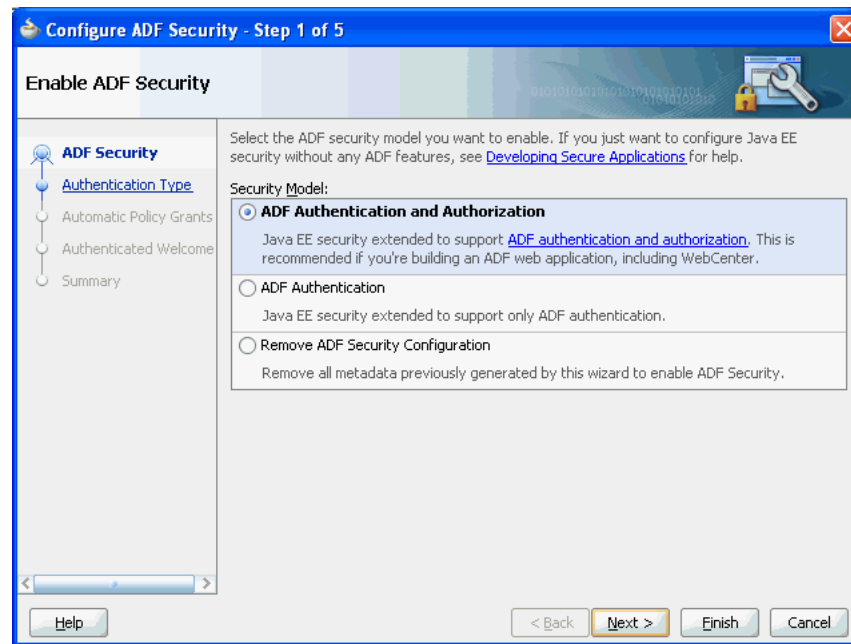 Configure ADF Security - Step 1 of 5
Enable ADF Security
ADF Security
Authentication Type
Automatic Policy Grants
Authenticated Welcome
Summary
Select the ADF security model you want to enable. If you just want to configure Java EE
security without any ADF features, see Developing Secure Applications for help.
Security Model:
ADF Authentication and Authorization
Java EE security extended to support ADF authentication and authorization. This is
recommended if you're building an ADF web application, including WebCenter.
ADF Authentication
Java EE security extended to support only ADF authentication.
Remove ADF Security Configuration
Remove all metadata previously generated by this wizard to enable ADF Security.
Help
< Back
Next >
Finish
Cancel